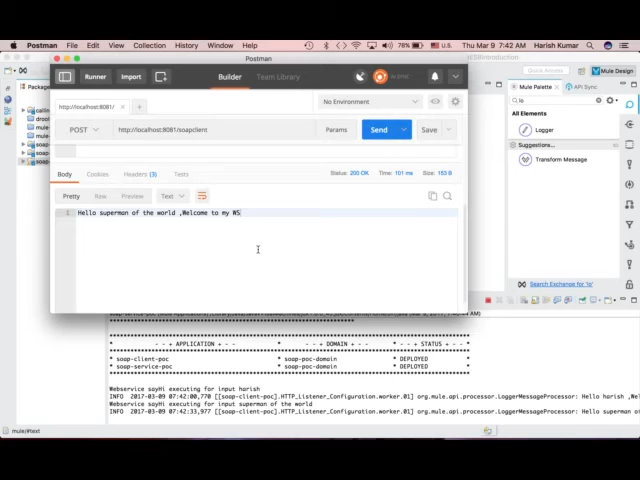 Postman File Edit View Collection History Window Help 78% U.S. Thu Mar 9 7:42 AM Harish Kumar
Postman
Runner Import Builder Team Library
http://localhost:8081/
No Environment
POST http://localhost:8081/soapclient Params Send Save
Body Cookies Headers (3) Tests Status: 200 OK Time: 101 ms Size: 153 B
Pretty Raw Preview Text
1 Hello superman of the world ,Welcome to my WS
Quick Access Mule Design
Package
Mule Palette API Sync
lo
All Elements
Logger
Suggestions...
Transform Message
Search Exchange for 'lo'
* - - + APPLICATION + - - * - - + DOMAIN + - - * - - + STATUS + - - *
* soap-client-poc * soap-poc-domain * DEPLOYED *
* soap-service-poc * soap-poc-domain * DEPLOYED *
Webservice sayHi executing for input harish
INFO 2017-03-09 07:42:00,770 [[soap-client-poc].HTTP_Listener_Configuration.worker.01] org.mule.api.processor.LoggerMessageProcessor: Hello harish ,Wel
Webservice sayHi executing for input superman of the world
INFO 2017-03-09 07:42:33,977 [[soap-client-poc].HTTP_Listener_Configuration.worker.01] org.mule.api.processor.LoggerMessageProcessor: Hello superman o
mule/#text